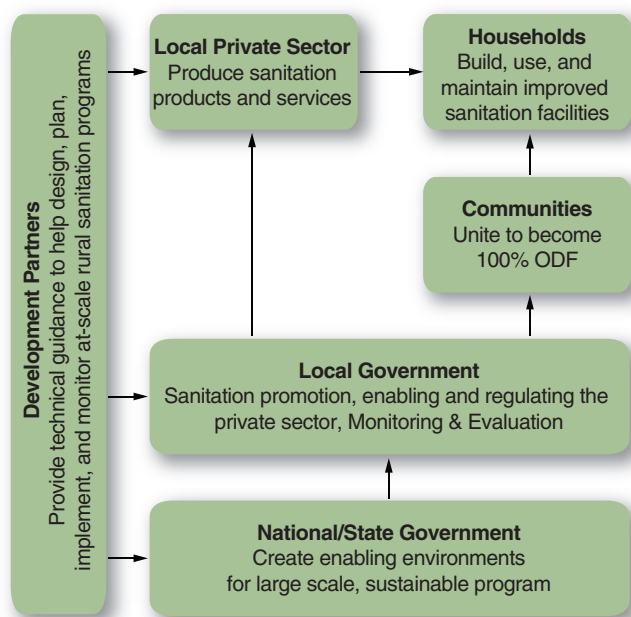 Development Partners
Provide technical guidance to help design, plan,
implement, and monitor at-scale rural sanitation programs
Local Private Sector
Produce sanitation
products and services
Households
Build, use, and
maintain improved
sanitation facilities
Communities
Unite to become
100% ODF
Local Government
Sanitation promotion, enabling and regulating the
private sector, Monitoring & Evaluation
National/State Government
Create enabling environments
for large scale, sustainable program